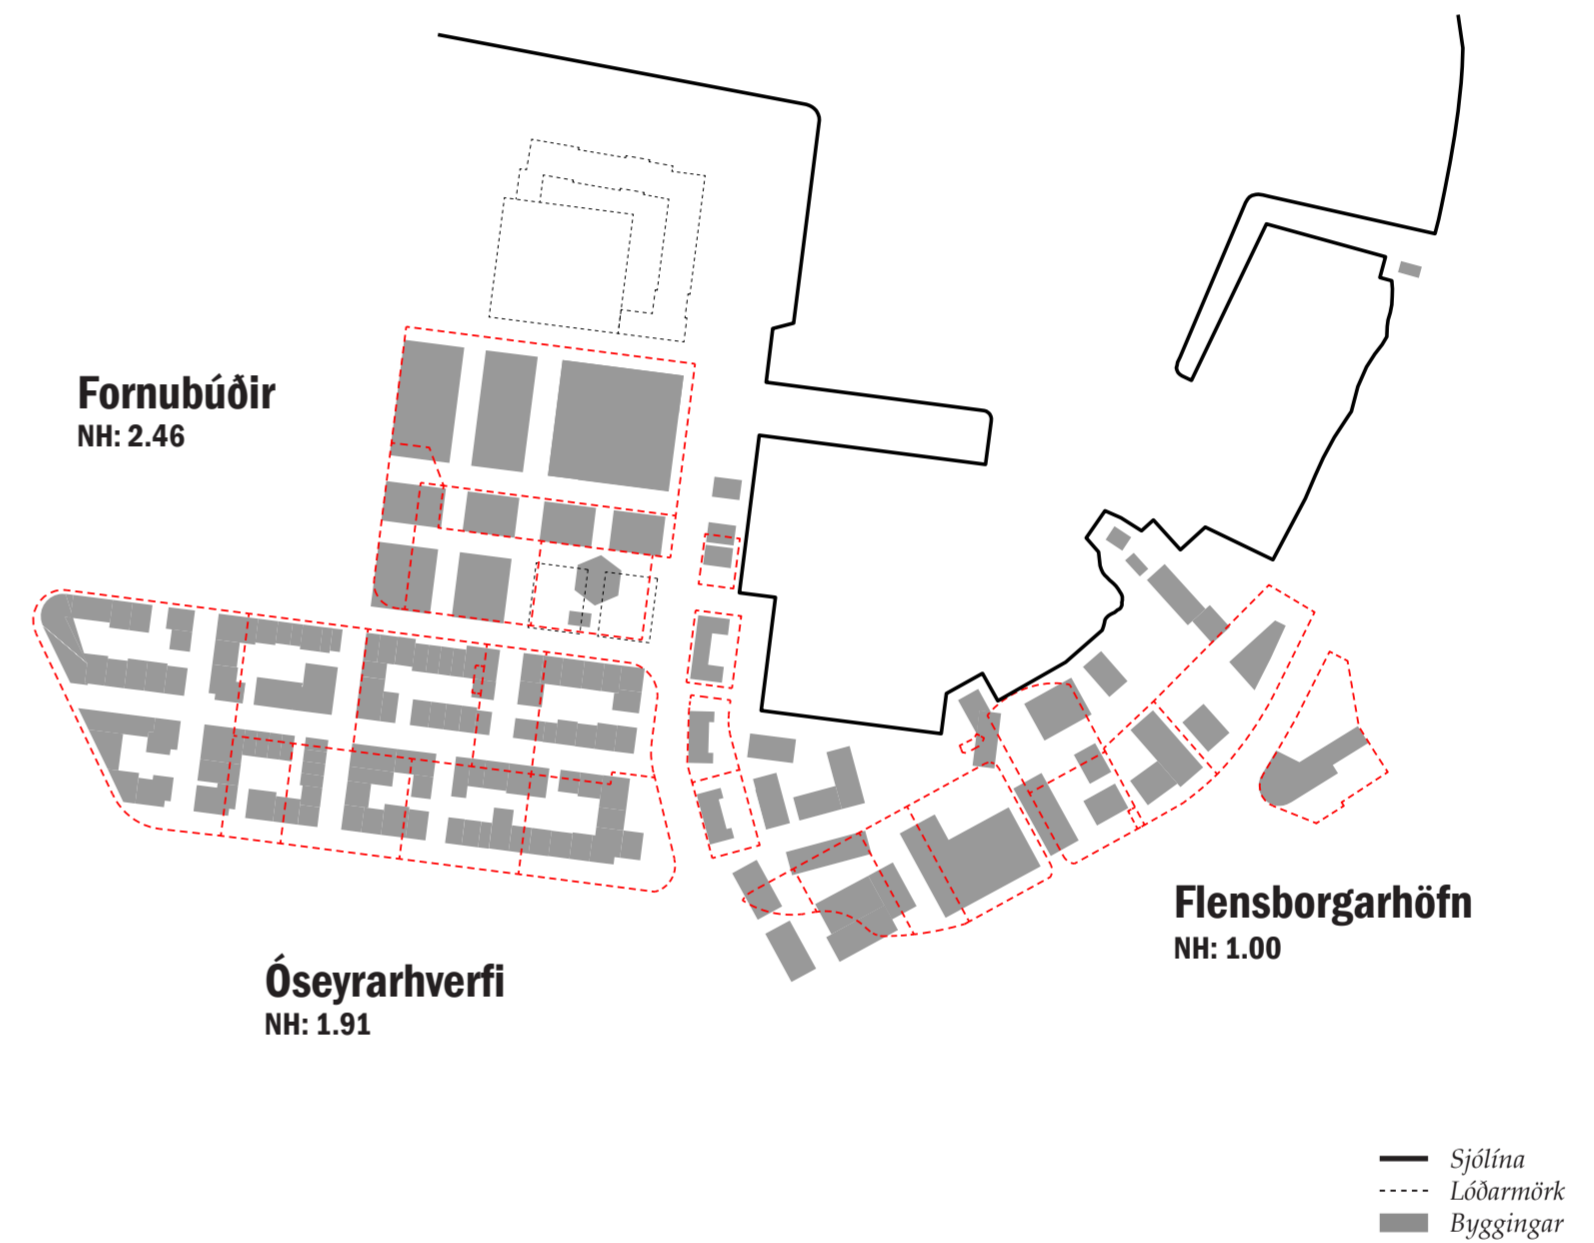 Fornubúðir
NH: 2.46
Flensborgarhöfn
NH: 1.00
Óseyrarhverfi
NH: 1.91
Sjólína
Lóðarmörk
Byggingar